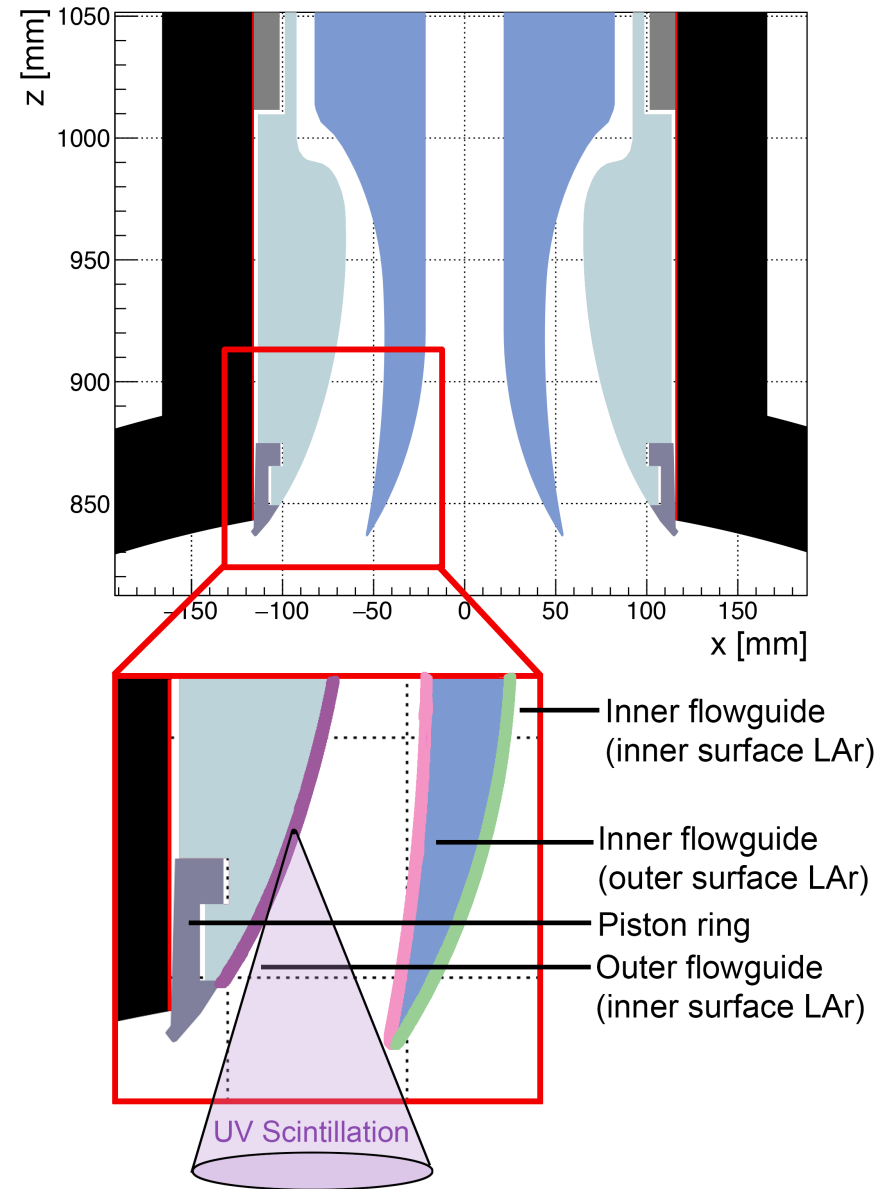 z [mm]
1050
1000
950
900
850
−150 −100 −50 0 50 100 150
x [mm]
Inner flowguide
(inner surface LAr)
Inner flowguide
(outer surface LAr)
Piston ring
Outer flowguide
(inner surface LAr)
UV Scintillation